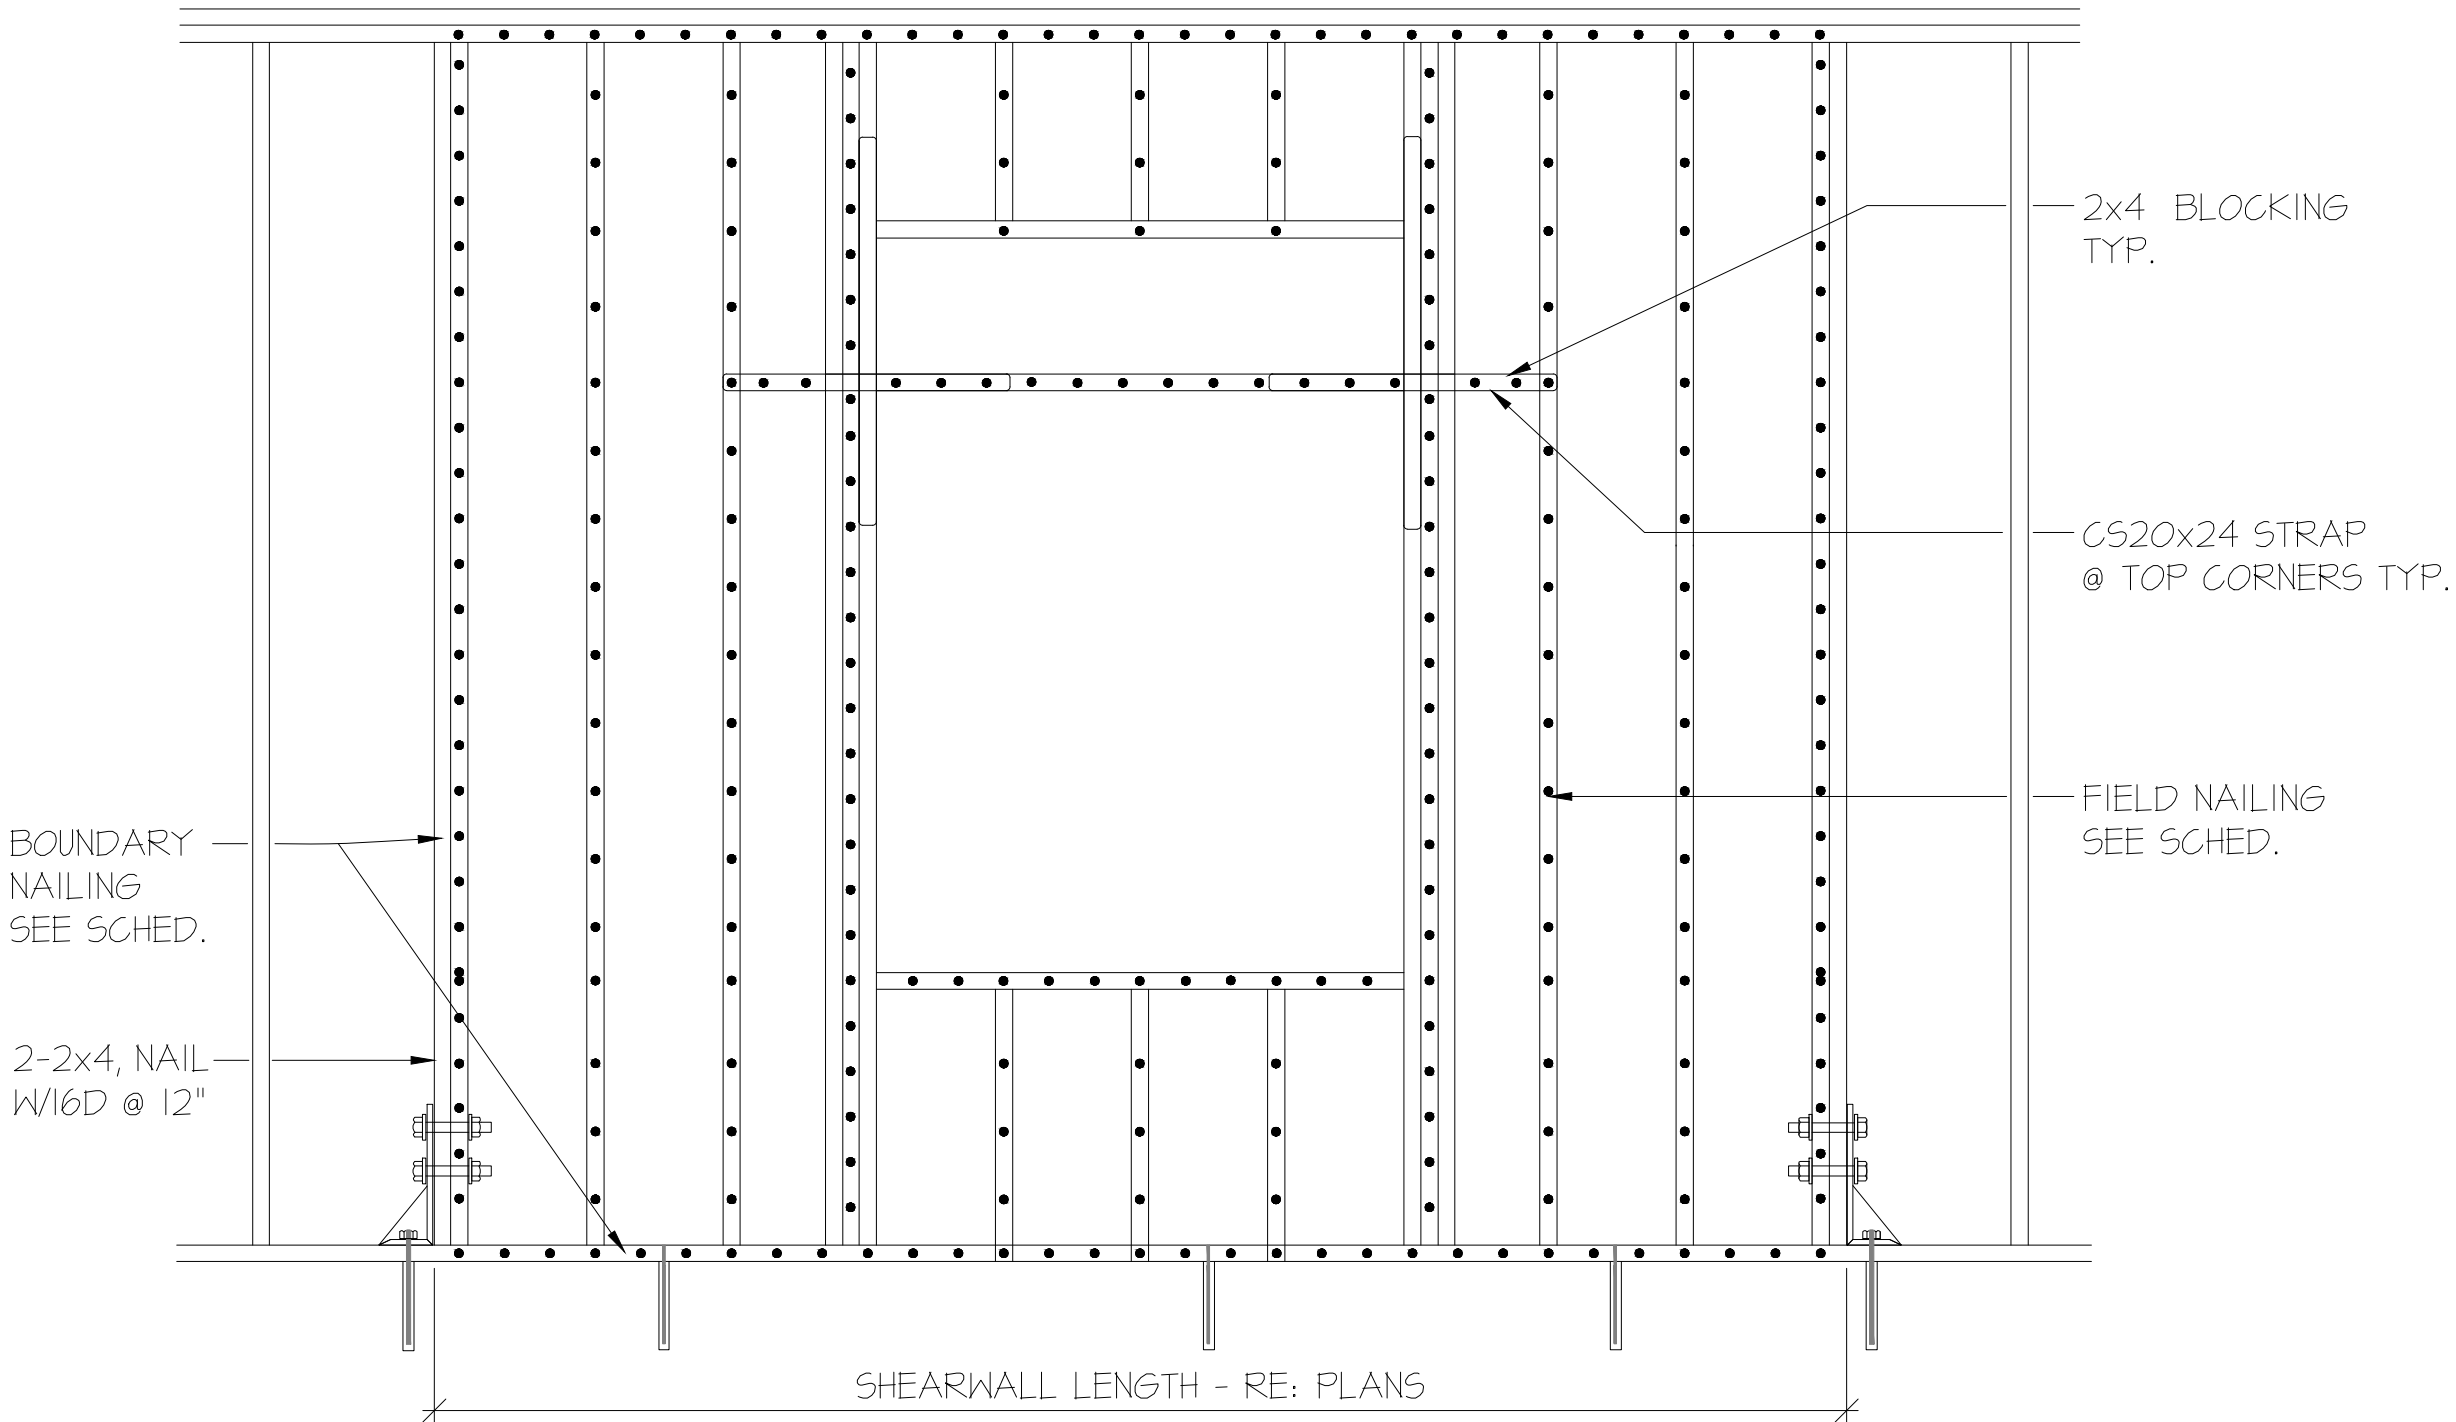 2x4 BLOCKING
TYP.
CS20x24 STRAP
@ TOP CORNERS TYP.
FIELD NAILING
SEE SCHED.
BOUNDARY
NAILING
SEE SCHED.
2-2x4, NAIL
W/16D @ 12"
SHEARWALL LENGTH - RE: PLANS